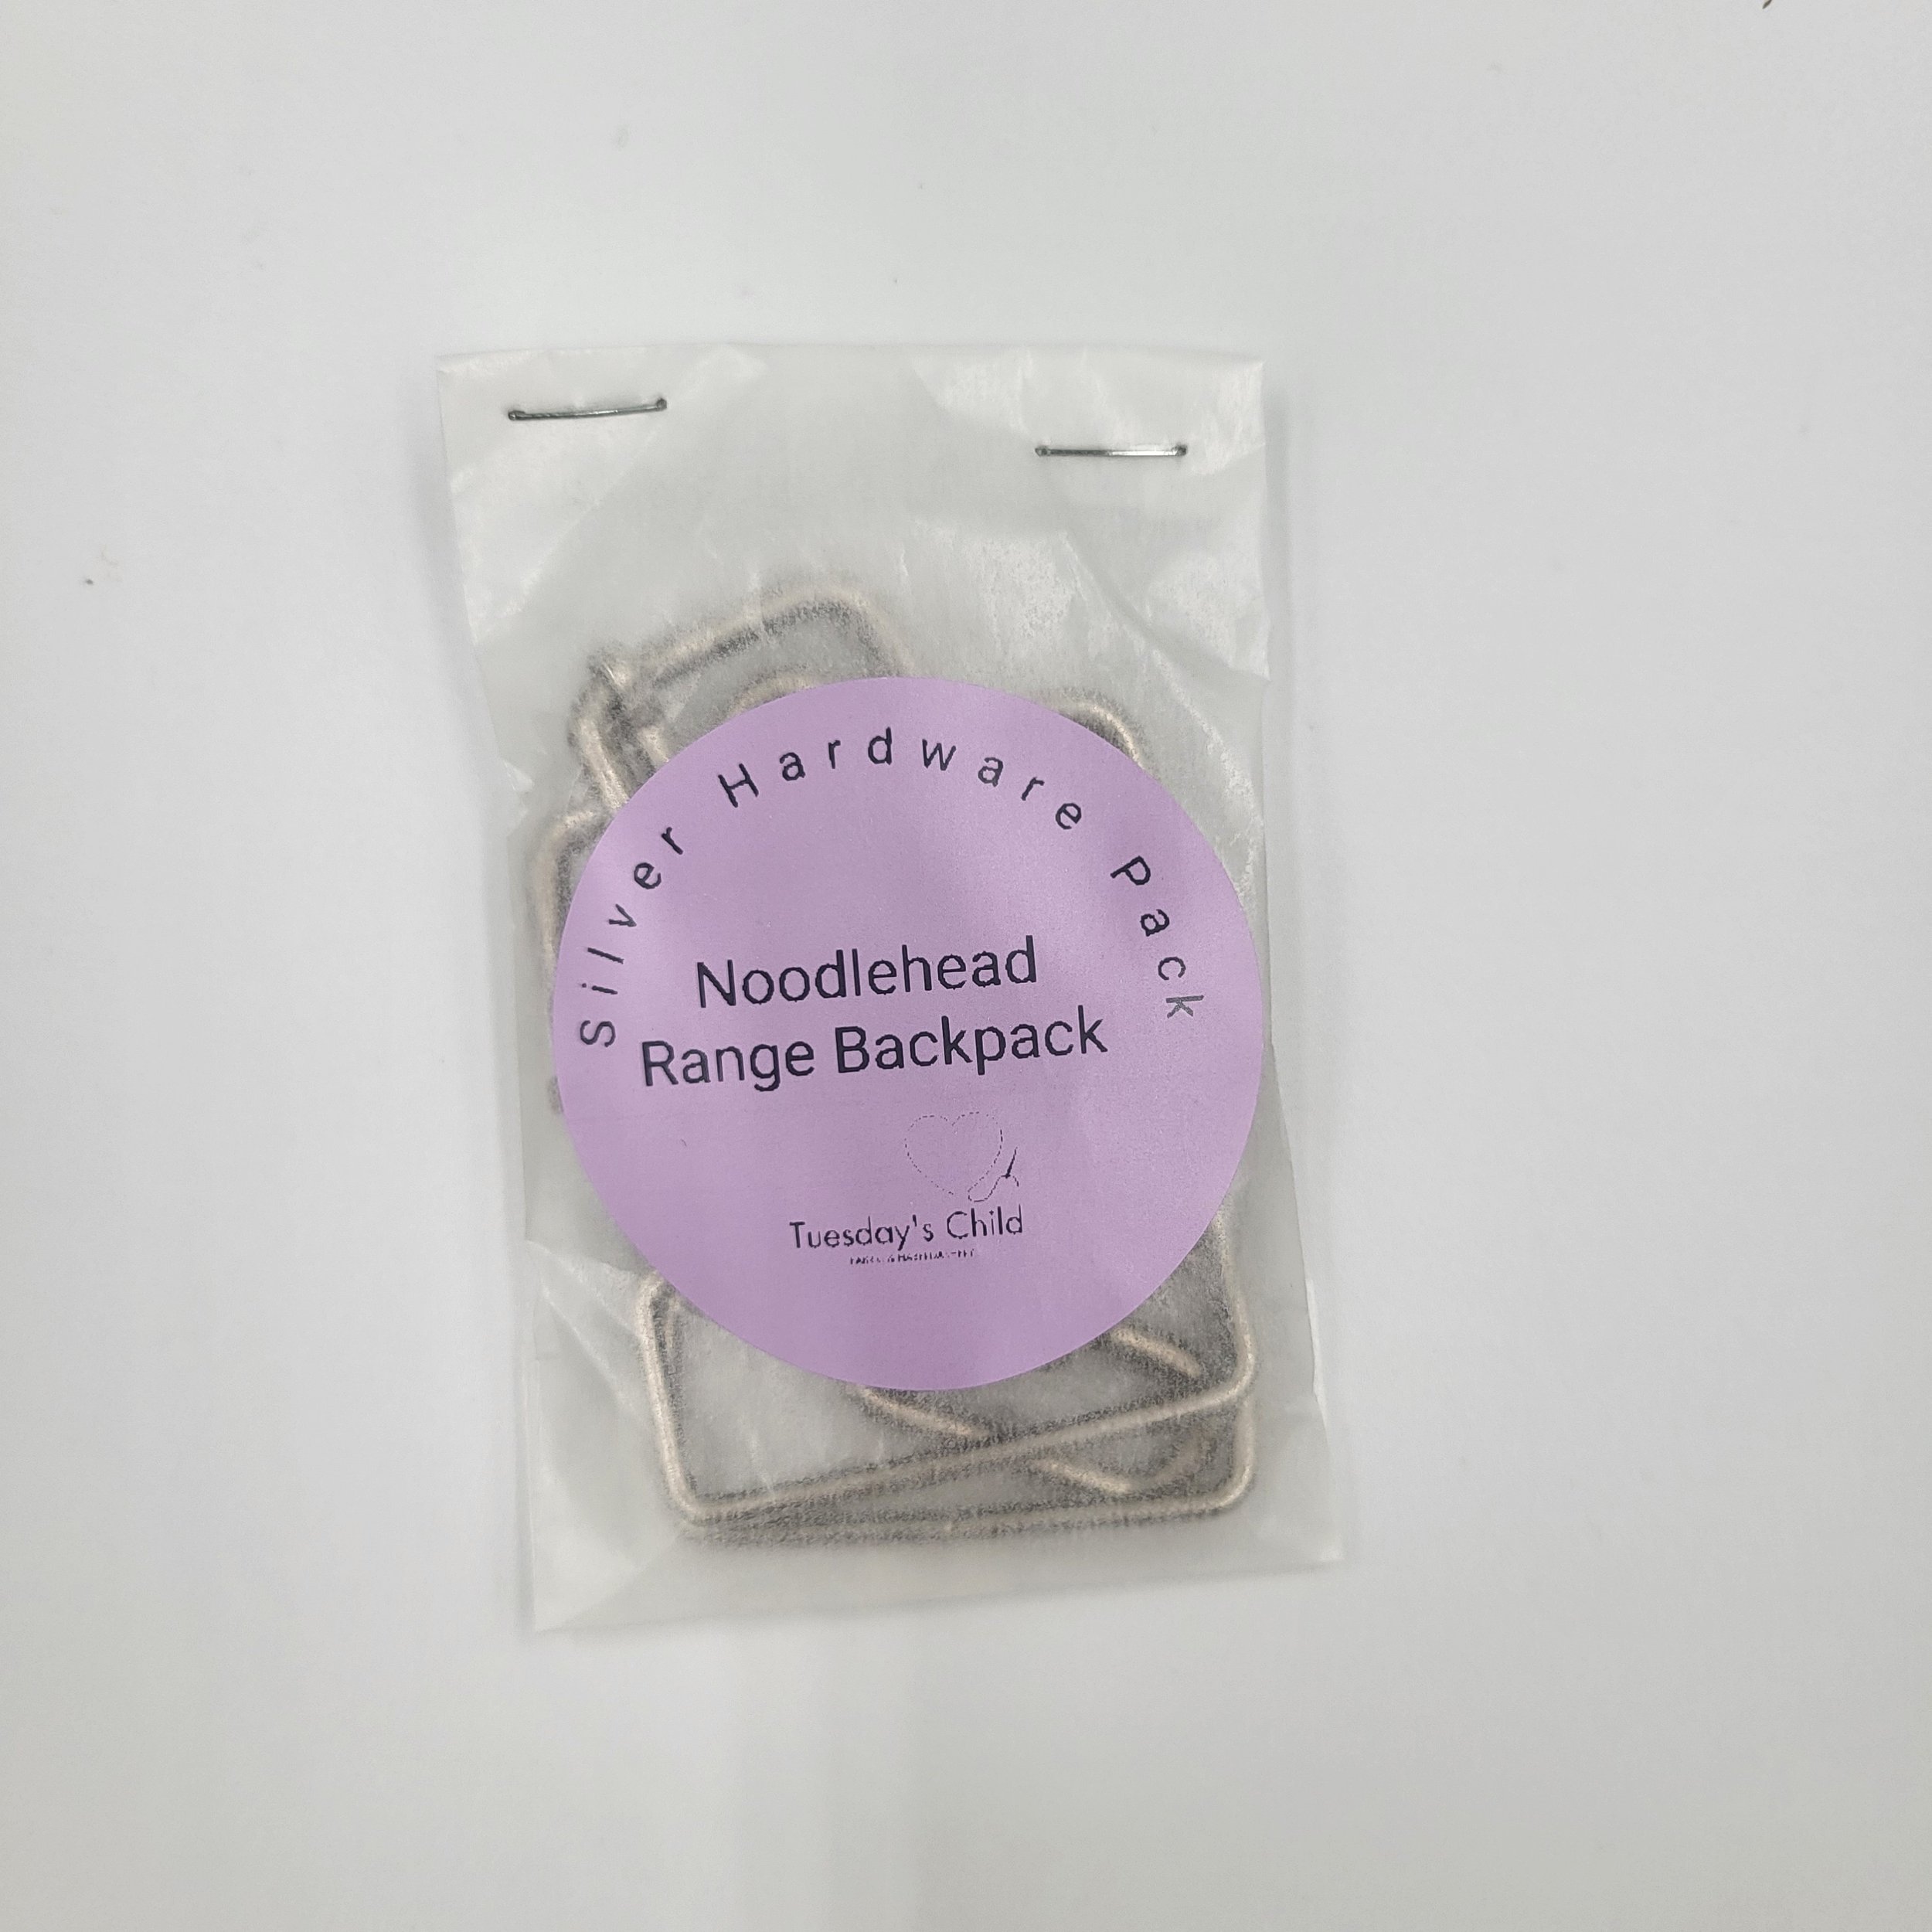 Silver Hardware Pack
Noodlehead
Range Backpack
Tuesday's Child